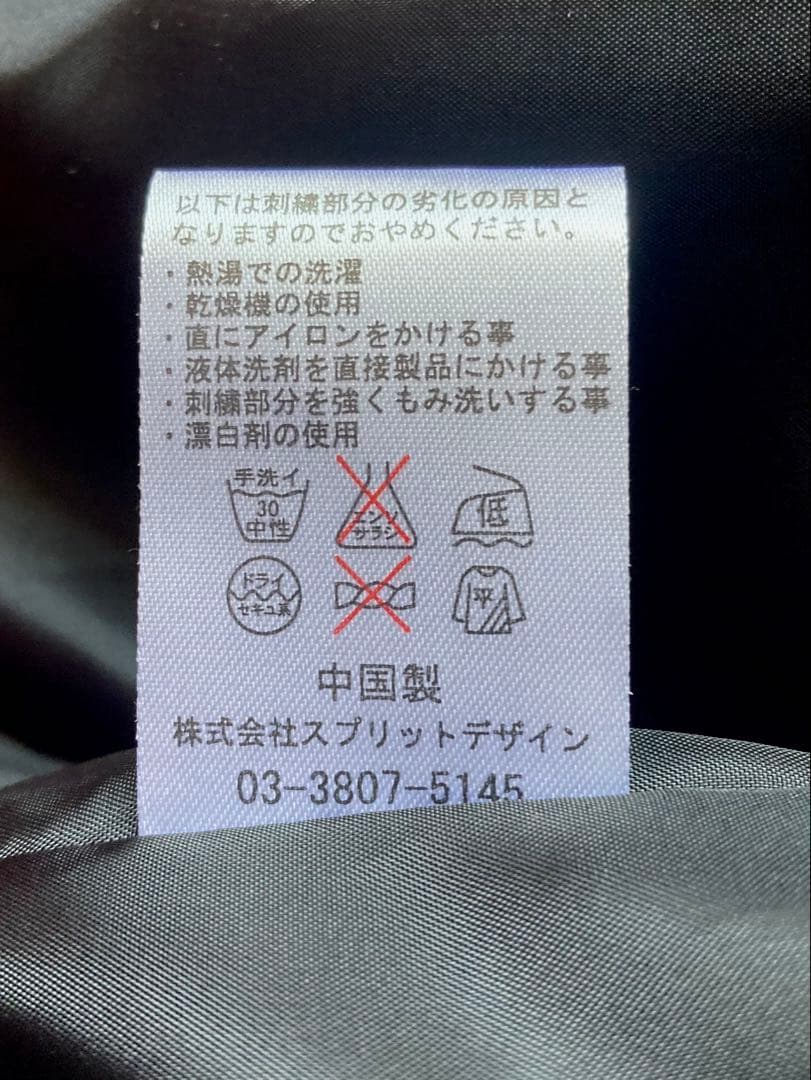 以下は刺繍部分の劣化の原因と
なりますのでおやめください。
・熱湯での洗濯
・乾燥機の使用
・直にアイロンをかける事
・液体洗剤を直接製品にかける事
・刺繍部分を強くもみ洗いする事
・漂白剤の使用
手洗イ
30
中性
エンソ
サラシ
低
ドライ
セキユ系
平
中国製
株式会社スプリットデザイン
03-3807-5145